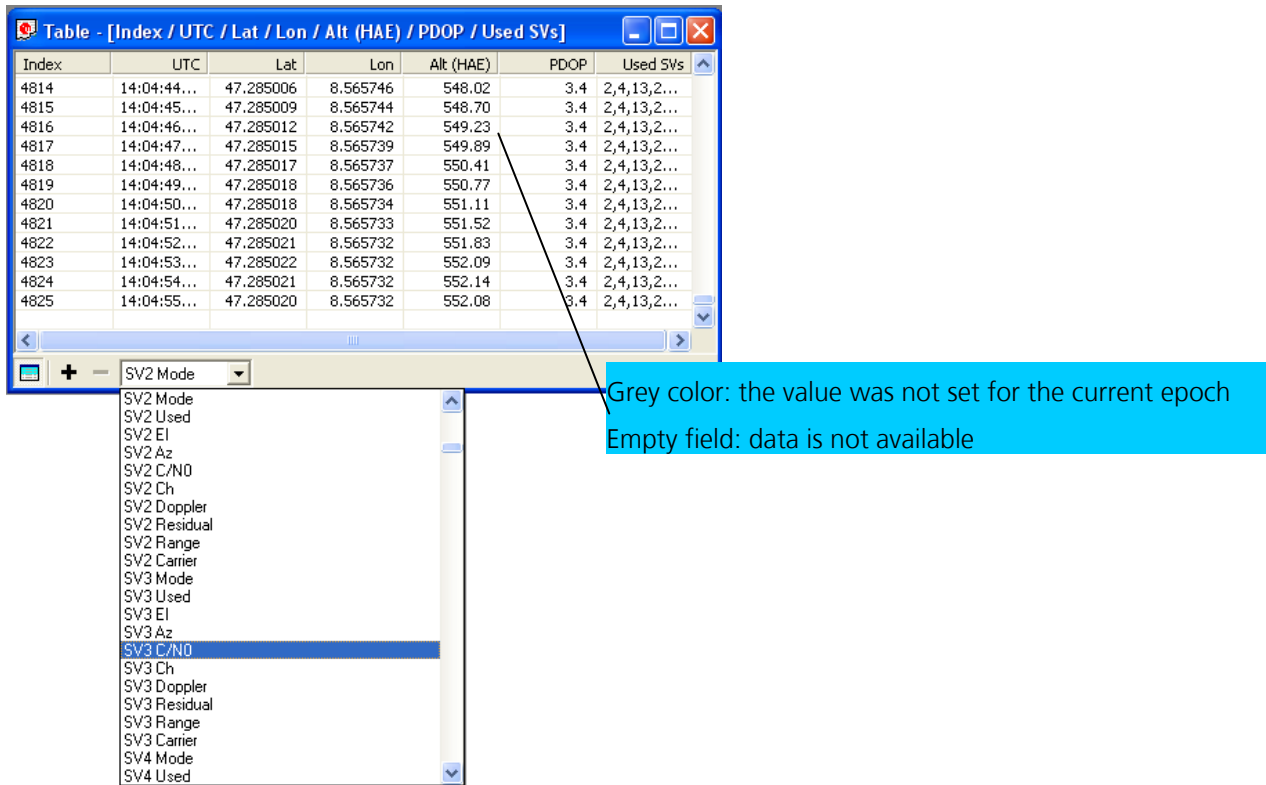 Table - [Index / UTC / Lat / Lon / Alt (HAE) / PDOP / Used SVs]
Index UTC Lat Lon Alt (HAE) PDOP Used SVs
4814 14:04:44... 47.285006 8.565746 548.02 3.4 2,4,13,2...
4815 14:04:45... 47.285009 8.565744 548.70 3.4 2,4,13,2...
4816 14:04:46... 47.285012 8.565742 549.23 3.4 2,4,13,2...
4817 14:04:47... 47.285015 8.565739 549.89 3.4 2,4,13,2...
4818 14:04:48... 47.285017 8.565737 550.41 3.4 2,4,13,2...
4819 14:04:49... 47.285018 8.565736 550.77 3.4 2,4,13,2...
4820 14:04:50... 47.285018 8.565734 551.11 3.4 2,4,13,2...
4821 14:04:51... 47.285020 8.565733 551.52 3.4 2,4,13,2...
4822 14:04:52... 47.285021 8.565732 551.83 3.4 2,4,13,2...
4823 14:04:53... 47.285022 8.565732 552.09 3.4 2,4,13,2...
4824 14:04:54... 47.285021 8.565732 552.14 3.4 2,4,13,2...
4825 14:04:55... 47.285020 8.565732 552.08 3.4 2,4,13,2...
SV2 Mode
Grey color: the value was not set for the current epoch
Empty field: data is not available
SV2 Mode
SV2 Used
SV2 El
SV2 Az
SV2 C/N0
SV2 Ch
SV2 Doppler
SV2 Residual
SV2 Range
SV2 Carrier
SV3 Mode
SV3 Used
SV3 El
SV3 Az
SV3 C/N0
SV3 Ch
SV3 Doppler
SV3 Residual
SV3 Range
SV3 Carrier
SV4 Mode
SV4 Used